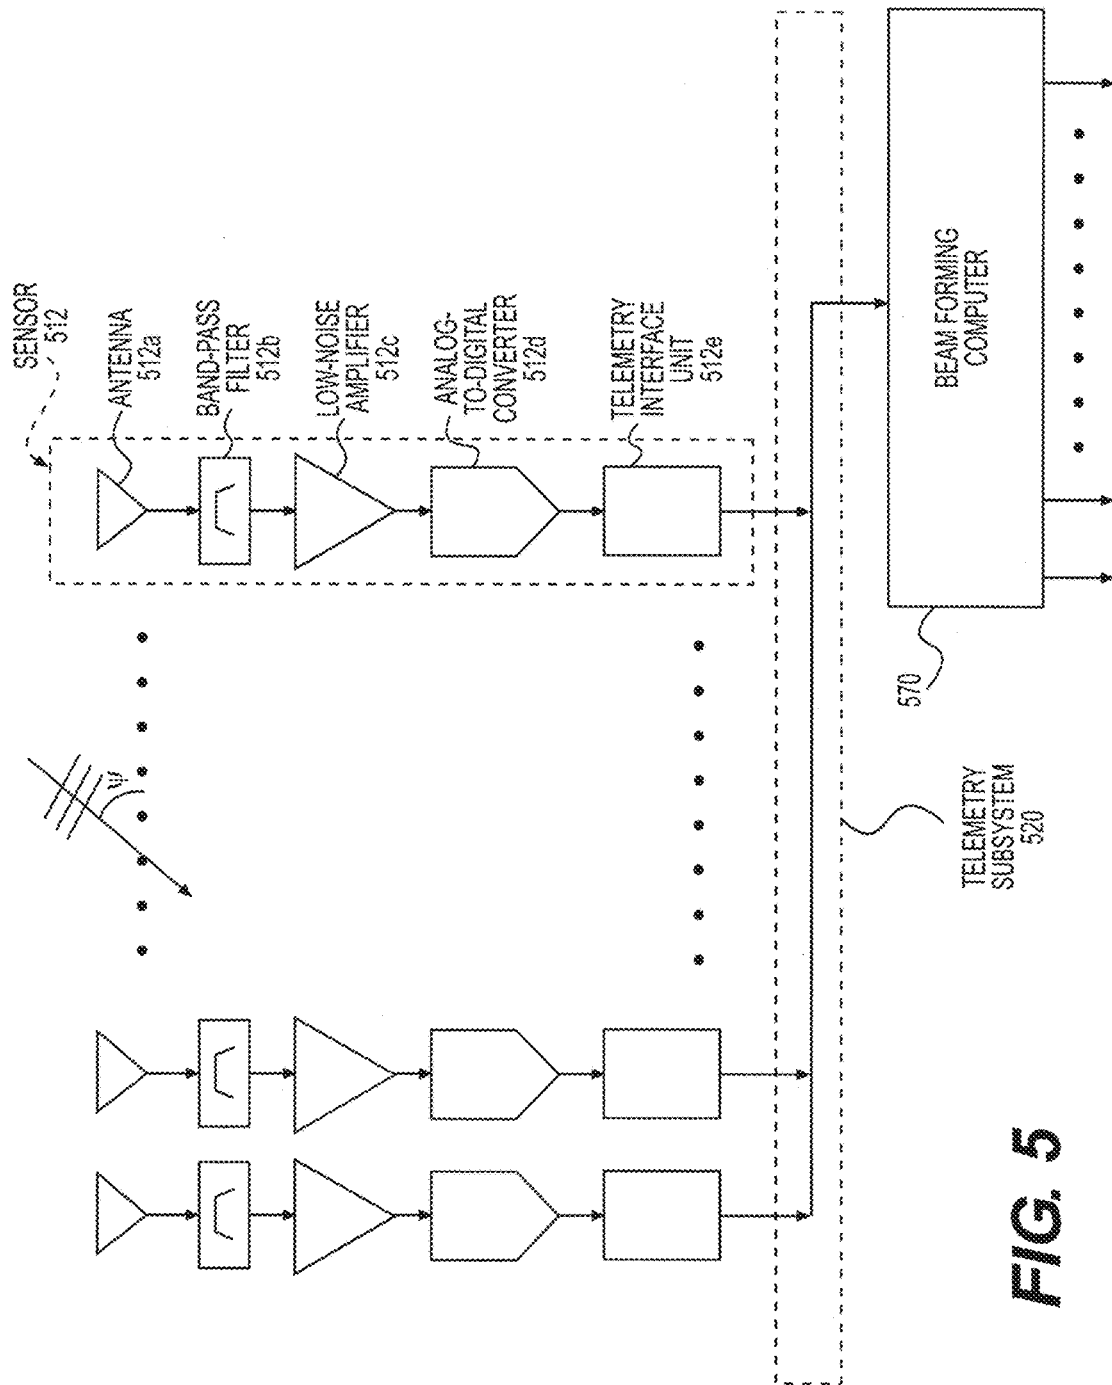 SENSOR
512
ANTENNA
512a
BAND-PASS
FILTER
512b
LOW-NOISE
AMPLIFIER
512c
ANALOG-
TO-DIGITAL
CONVERTER
512d
TELEMETRY
INTERFACE
UNIT
512e
Ψ
BEAM FORMING
COMPUTER
570
TELEMETRY
SUBSYSTEM
520
FIG. 5